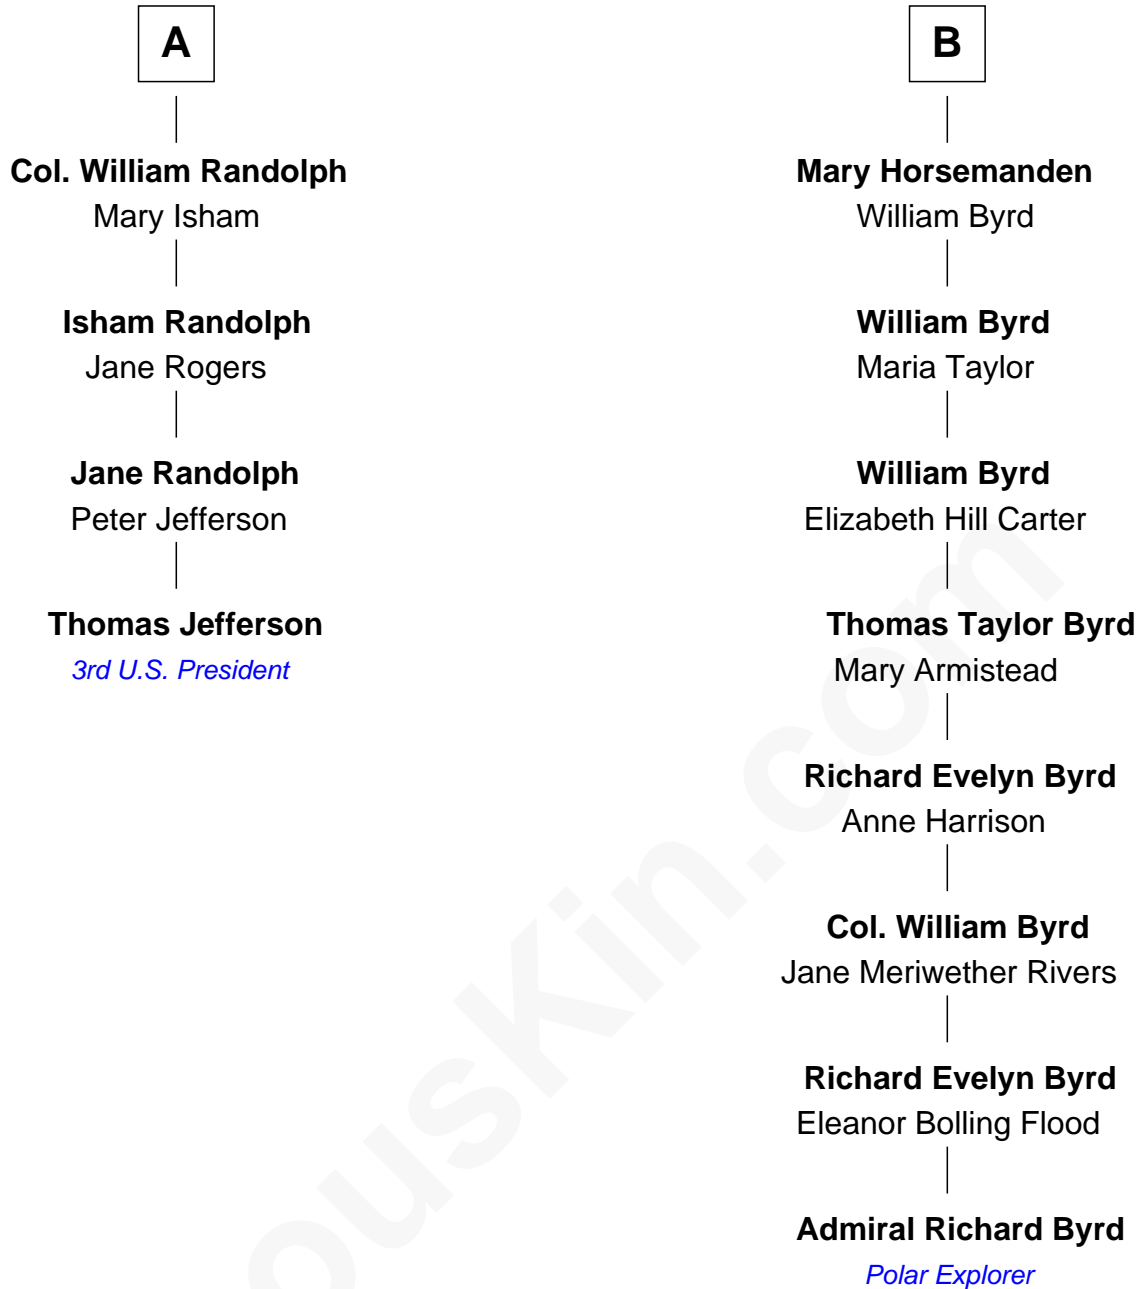 A
Col. William Randolph
Mary Isham
Isham Randolph
Jane Rogers
Jane Randolph
Peter Jefferson
Thomas Jefferson
3rd U.S. President
B
Mary Horsemanden
William Byrd
William Byrd
Maria Taylor
William Byrd
Elizabeth Hill Carter
Thomas Taylor Byrd
Mary Armistead
Richard Evelyn Byrd
Anne Harrison
Col. William Byrd
Jane Meriwether Rivers
Richard Evelyn Byrd
Eleanor Bolling Flood
Admiral Richard Byrd
Polar Explorer
ousKin.com